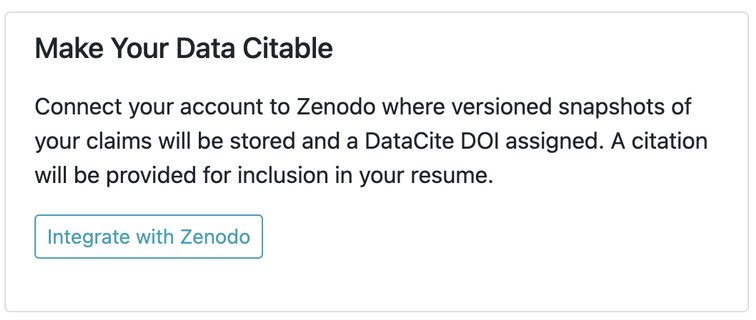 Make Your Data Citable
Connect your account to Zenodo where versioned snapshots of
your claims will be stored and a DataCite DOI assigned. A citation
will be provided for inclusion in your resume.
Integrate with Zenodo